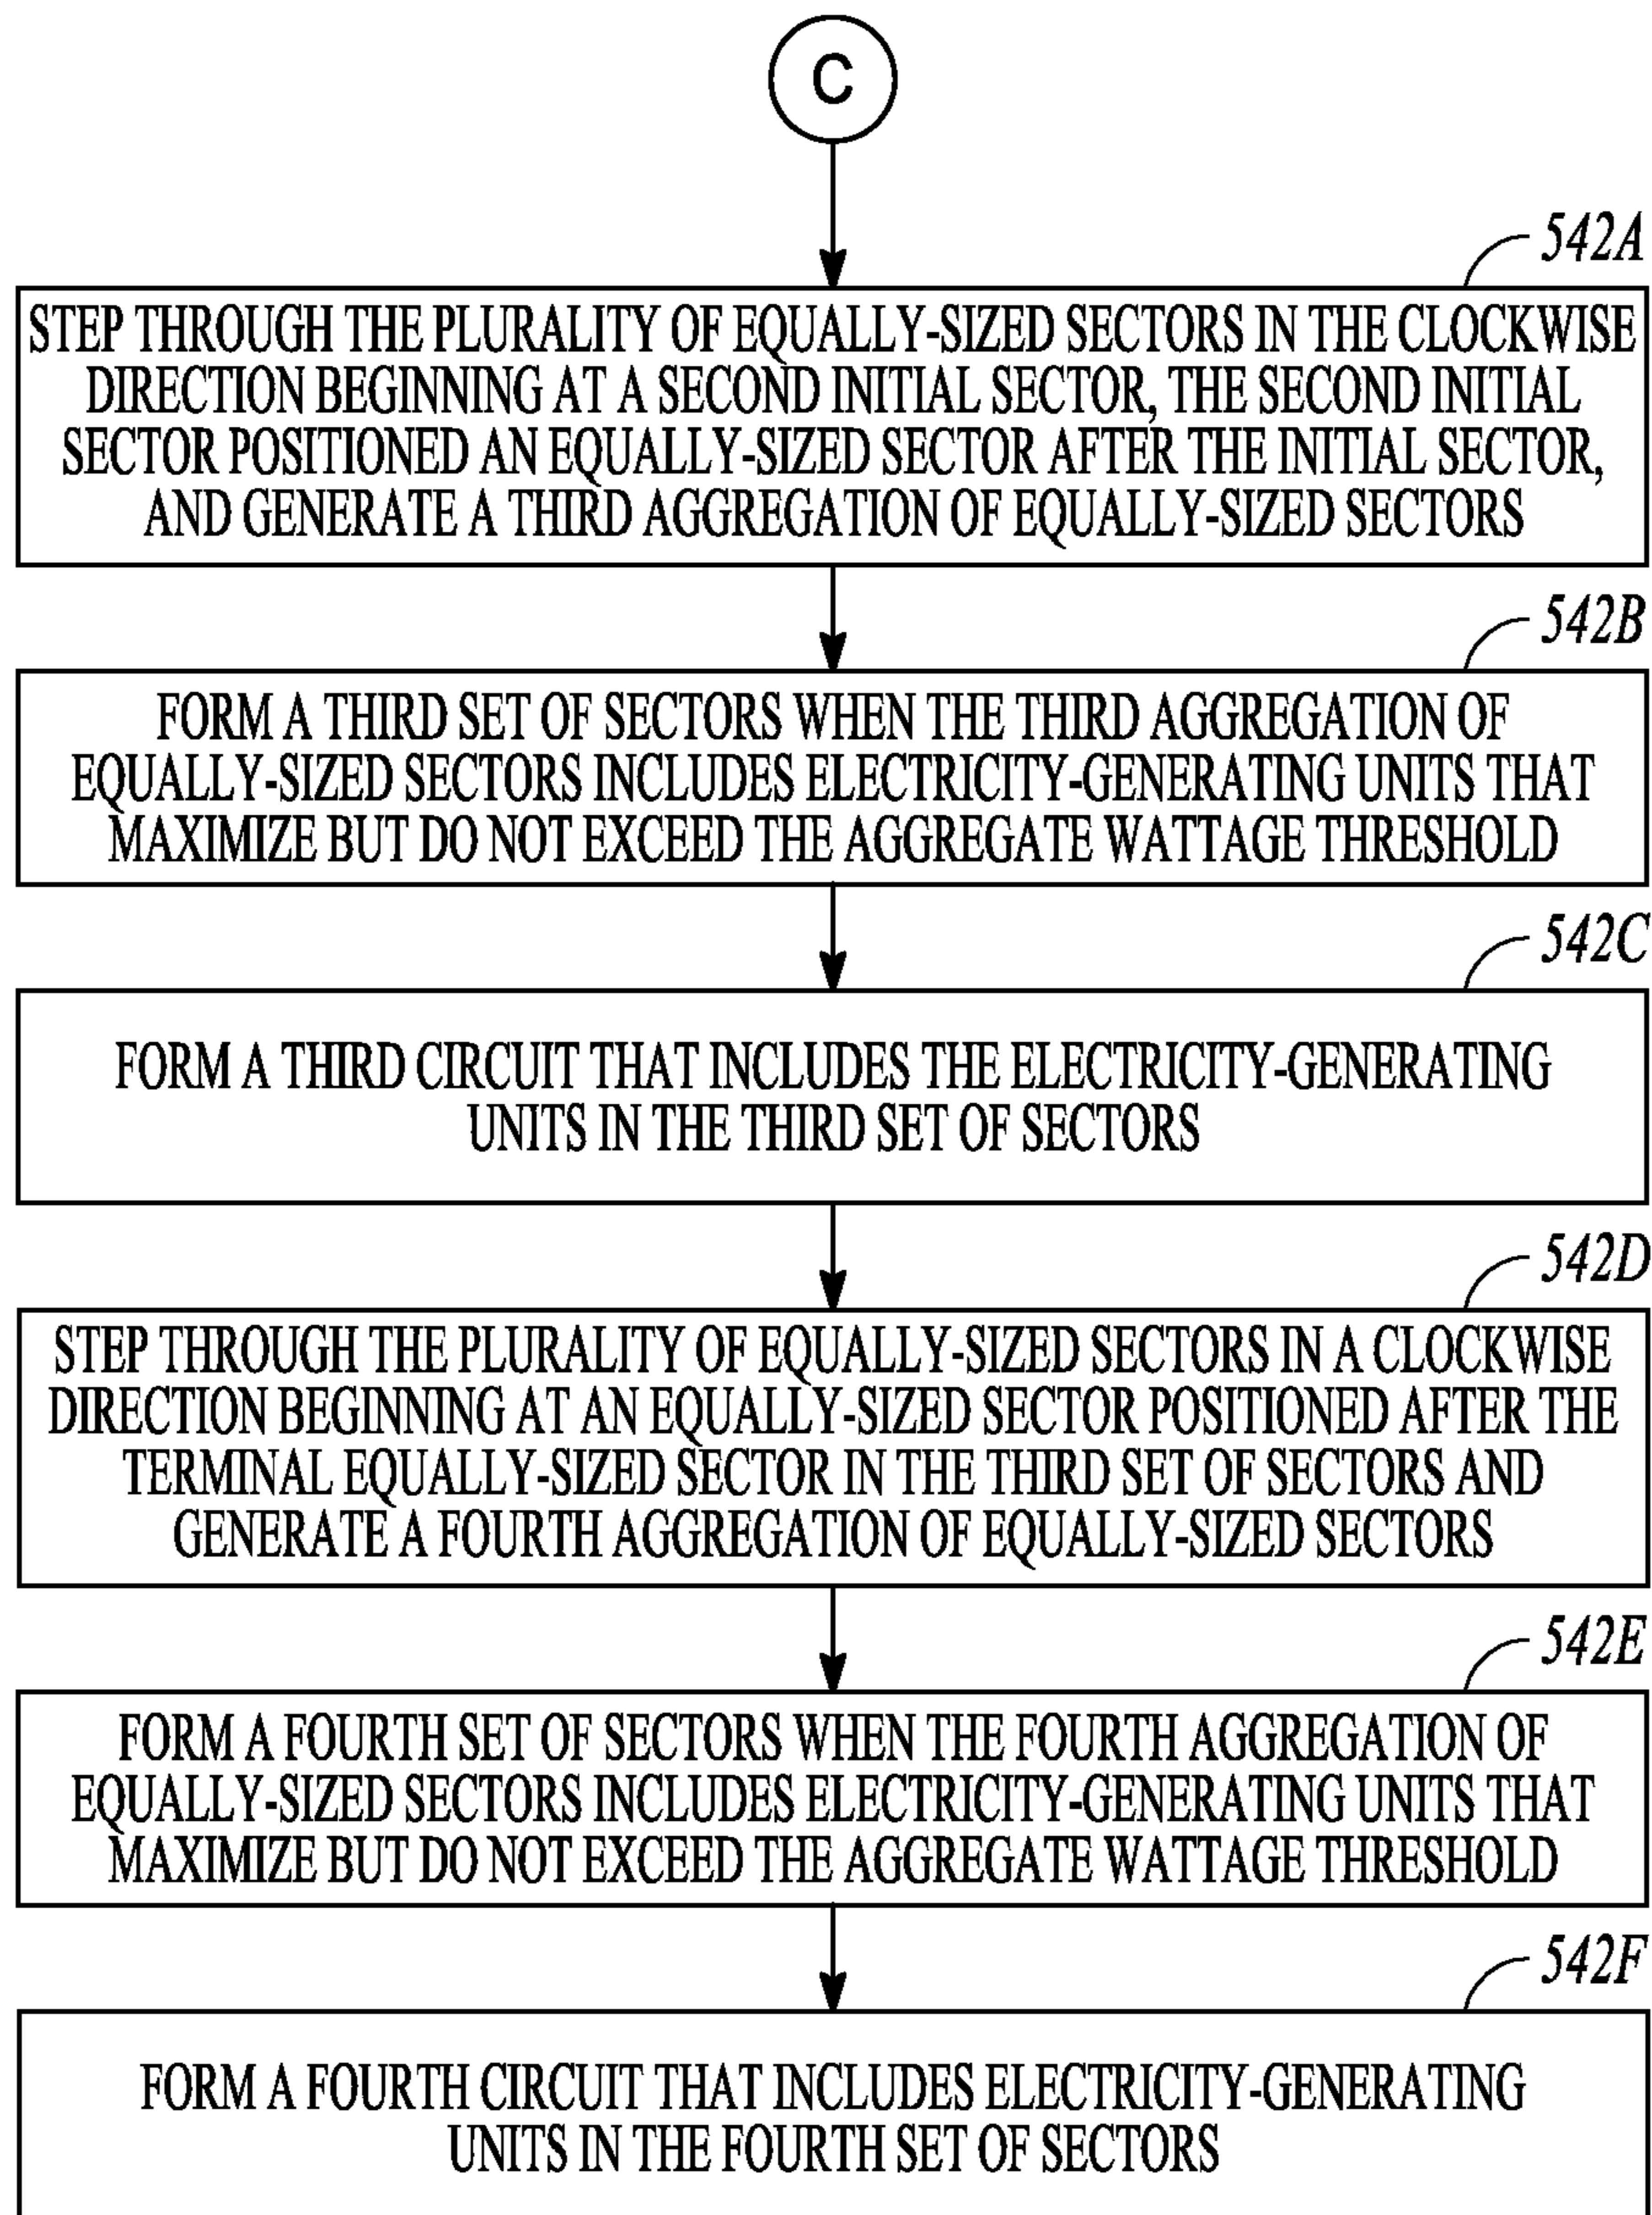 C
542A
STEP THROUGH THE PLURALITY OF EQUALLY-SIZED SECTORS IN THE CLOCKWISE
DIRECTION BEGINNING AT A SECOND INITIAL SECTOR, THE SECOND INITIAL
SECTOR POSITIONED AN EQUALLY-SIZED SECTOR AFTER THE INITIAL SECTOR,
AND GENERATE A THIRD AGGREGATION OF EQUALLY-SIZED SECTORS
542B
FORM A THIRD SET OF SECTORS WHEN THE THIRD AGGREGATION OF
EQUALLY-SIZED SECTORS INCLUDES ELECTRICITY-GENERATING UNITS THAT
MAXIMIZE BUT DO NOT EXCEED THE AGGREGATE WATTAGE THRESHOLD
542C
FORM A THIRD CIRCUIT THAT INCLUDES THE ELECTRICITY-GENERATING
UNITS IN THE THIRD SET OF SECTORS
542D
STEP THROUGH THE PLURALITY OF EQUALLY-SIZED SECTORS IN A CLOCKWISE
DIRECTION BEGINNING AT AN EQUALLY-SIZED SECTOR POSITIONED AFTER THE
TERMINAL EQUALLY-SIZED SECTOR IN THE THIRD SET OF SECTORS AND
GENERATE A FOURTH AGGREGATION OF EQUALLY-SIZED SECTORS
542E
FORM A FOURTH SET OF SECTORS WHEN THE FOURTH AGGREGATION OF
EQUALLY-SIZED SECTORS INCLUDES ELECTRICITY-GENERATING UNITS THAT
MAXIMIZE BUT DO NOT EXCEED THE AGGREGATE WATTAGE THRESHOLD
542F
FORM A FOURTH CIRCUIT THAT INCLUDES ELECTRICITY-GENERATING
UNITS IN THE FOURTH SET OF SECTORS